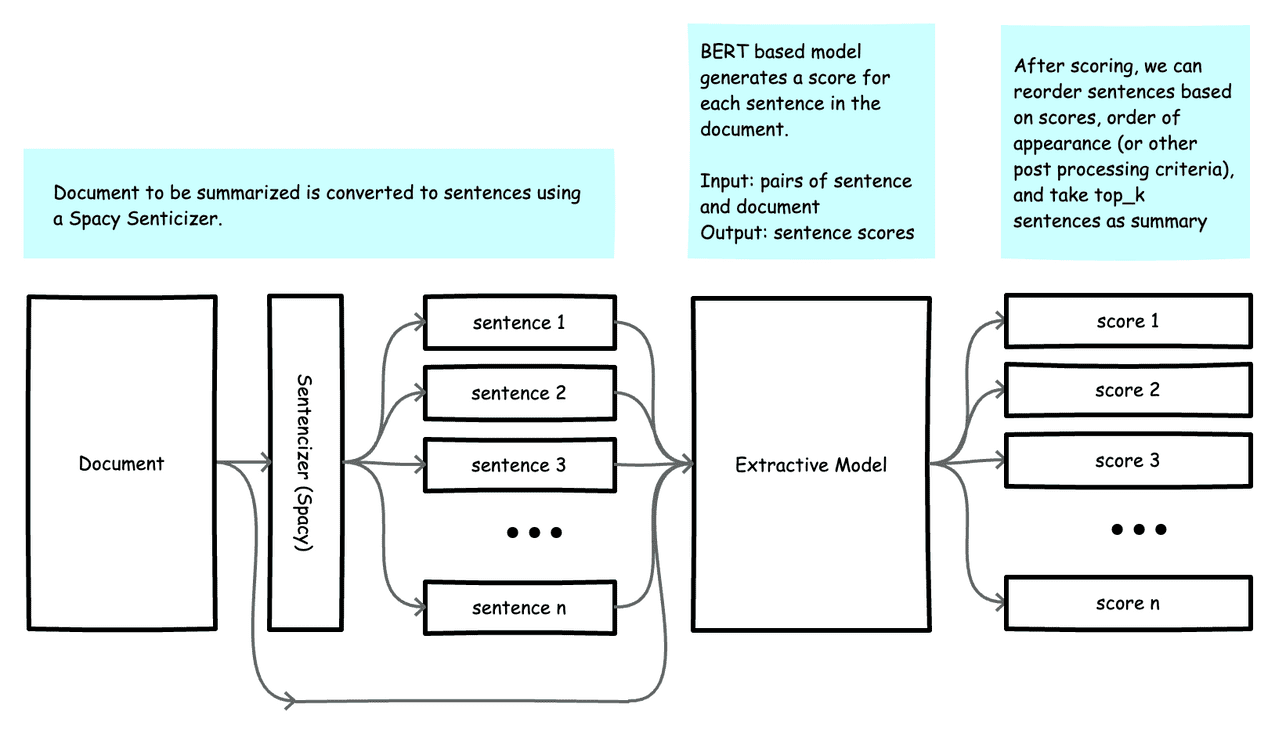 BERT based model
generates a score for
each sentence in the
document.
Input: pairs of sentence
and document
Output: sentence scores
After scoring, we can
reorder sentences based
on scores, order of
appearance (or other
post processing criteria),
and take top_k
sentences as summary
Document to be summarized is converted to sentences using
a Spacy Senticizer.
Document
Sentencizer (Spacy)
sentence 1
sentence 2
sentence 3
sentence n
Extractive Model
score 1
score 2
score 3
score n